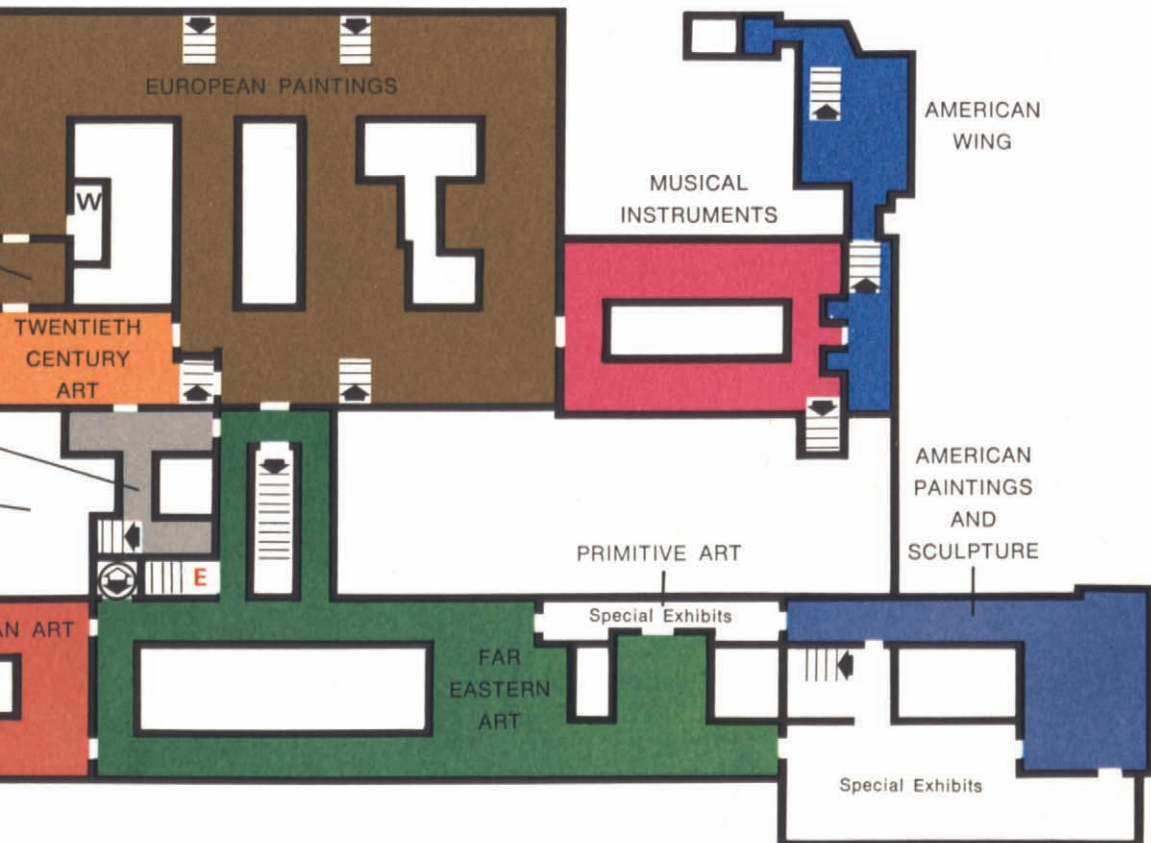 EUROPEAN PAINTINGS
AMERICAN
WING
W
MUSICAL
INSTRUMENTS
TWENTIETH
CENTURY
ART
AMERICAN
PAINTINGS
AND
SCULPTURE
PRIMITIVE ART
E
Special Exhibits
AN ART
FAR
EASTERN
ART
Special Exhibits